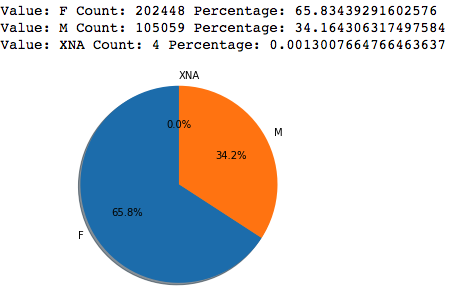 Value: F Count: 202448 Percentage: 65.83439291602576
Value: M Count: 105059 Percentage: 34.164306317497584
Value: XNA Count: 4 Percentage: 0.0013007664766463637
XNA
0.0%
M
34.2%
65.8%
F